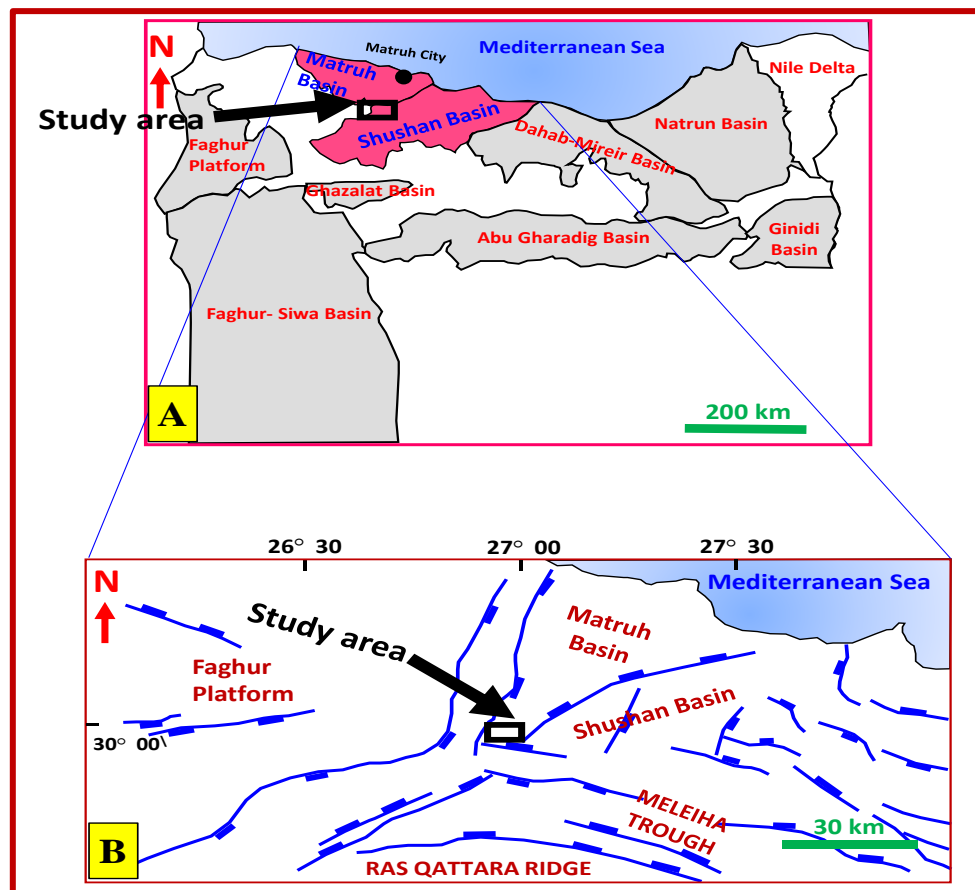 N
Matruh City
Mediterranean Sea
Nile Delta
Matruh
Basin
Study area
Shushan Basin
Natrun Basin
Dahab-Mireir Basin
Faghur
Platform
Ghazalat Basin
Abu Gharadig Basin
Ginidi
Basin
Faghur- Siwa Basin
A
200 km
26° 30
27° 00
27° 30
N
Mediterranean Sea
Study area
Matruh
Basin
Faghur
Platform
Shushan Basin
30° 00\
MELEIHA
TROUGH
30 km
B
RAS QATTARA RIDGE